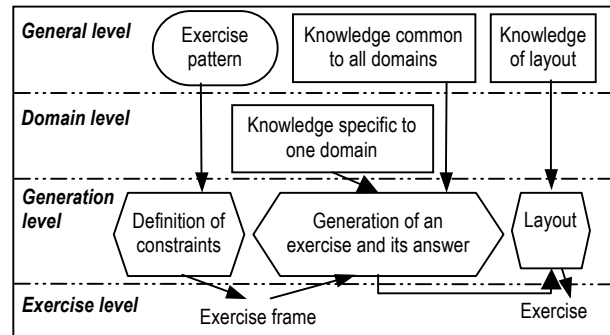 General level
Exercise
pattern
Knowledge common
to all domains
Knowledge
of layout
Domain level
Knowledge specific to
one domain
Generation
level
Definition of
constraints
Generation of an
exercise and its answer
Layout
Exercise level
Exercise frame
Exercise